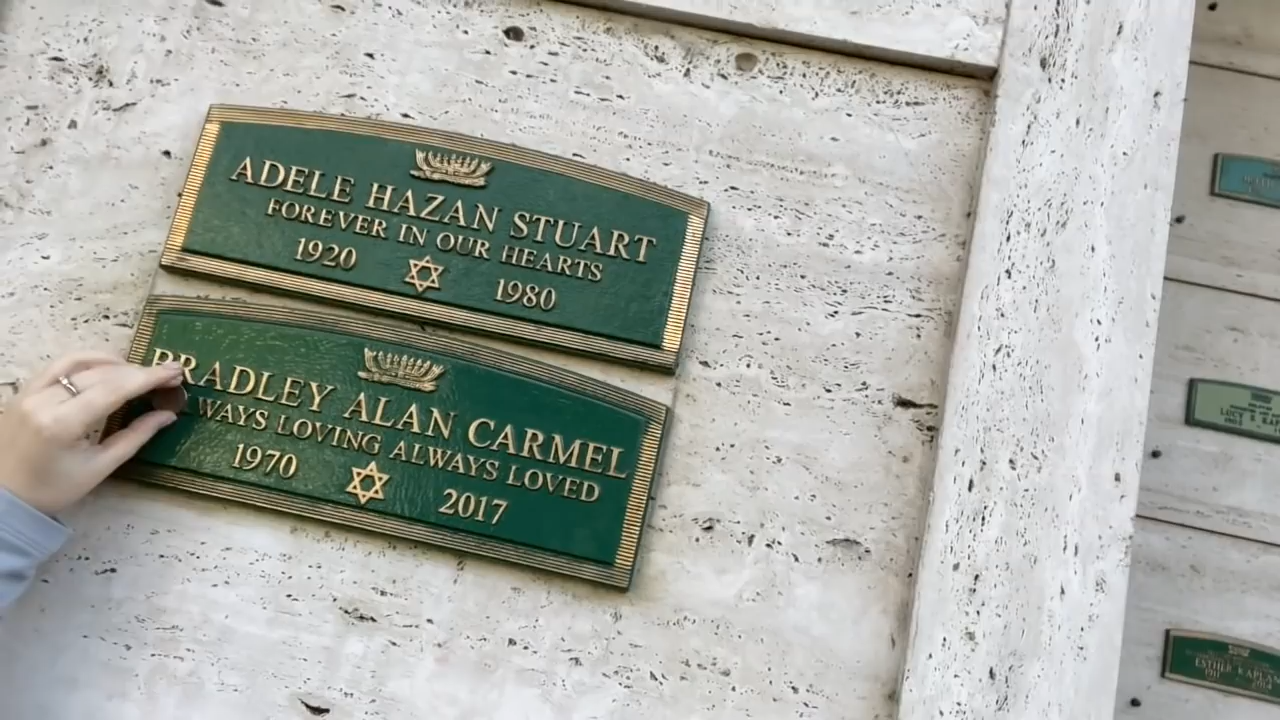 ADELE HAZAN STUART
FOREVER IN OUR HEARTS
1920 1980
BRADLEY ALAN CARMEL
WAYS LOVING ALWAYS LOVED
1970 2017
LUCY
ESTHER KAPLAN